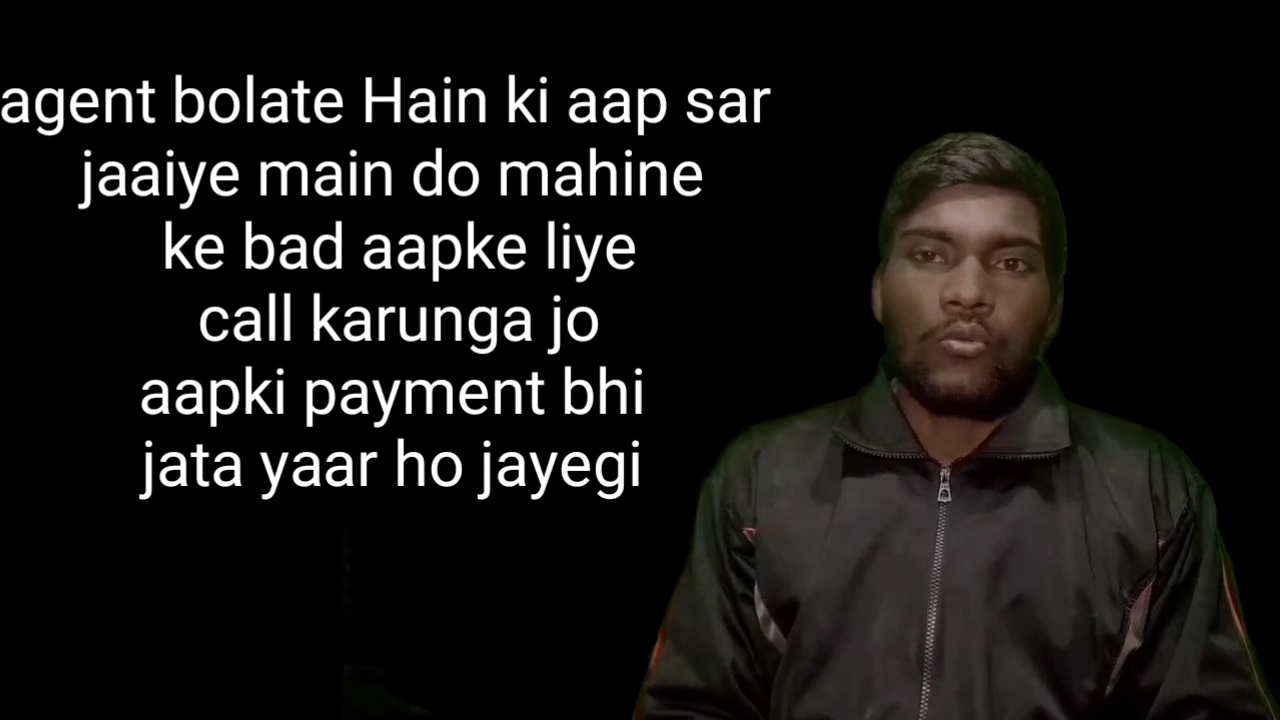 agent bolate Hain ki aap sar
jaaiye main do mahine
ke bad aapke liye
call karunga jo
aapki payment bhi
jata yaar ho jayegi